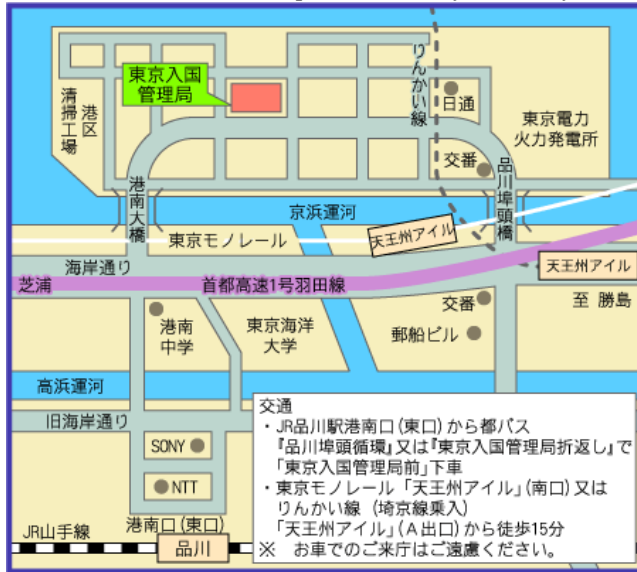 東京入国
管理局
港区
清掃工場
りんかい線
日通
東京電力
火力発電所
交番
港南大橋
品川埠頭橋
京浜運河
東京モノレール
天王州アイル
天王州アイル
海岸通り
芝浦
首都高速1号羽田線
至 勝島
港南
中学
東京海洋
大学
交番
郵船ビル
高浜運河
旧海岸通り
SONY
NTT
港南口(東口)
JR山手線
品川
交通
・JR品川駅港南口(東口)から都バス
『品川埠頭循環』又は『東京入国管理局折返し』で
「東京入国管理局前」下車
・東京モノレール「天王州アイル」(南口)又は
りんかい線 (埼京線乗入)
「天王州アイル」(A出口)から徒歩15分
※ お車でのご来庁はご遠慮ください。